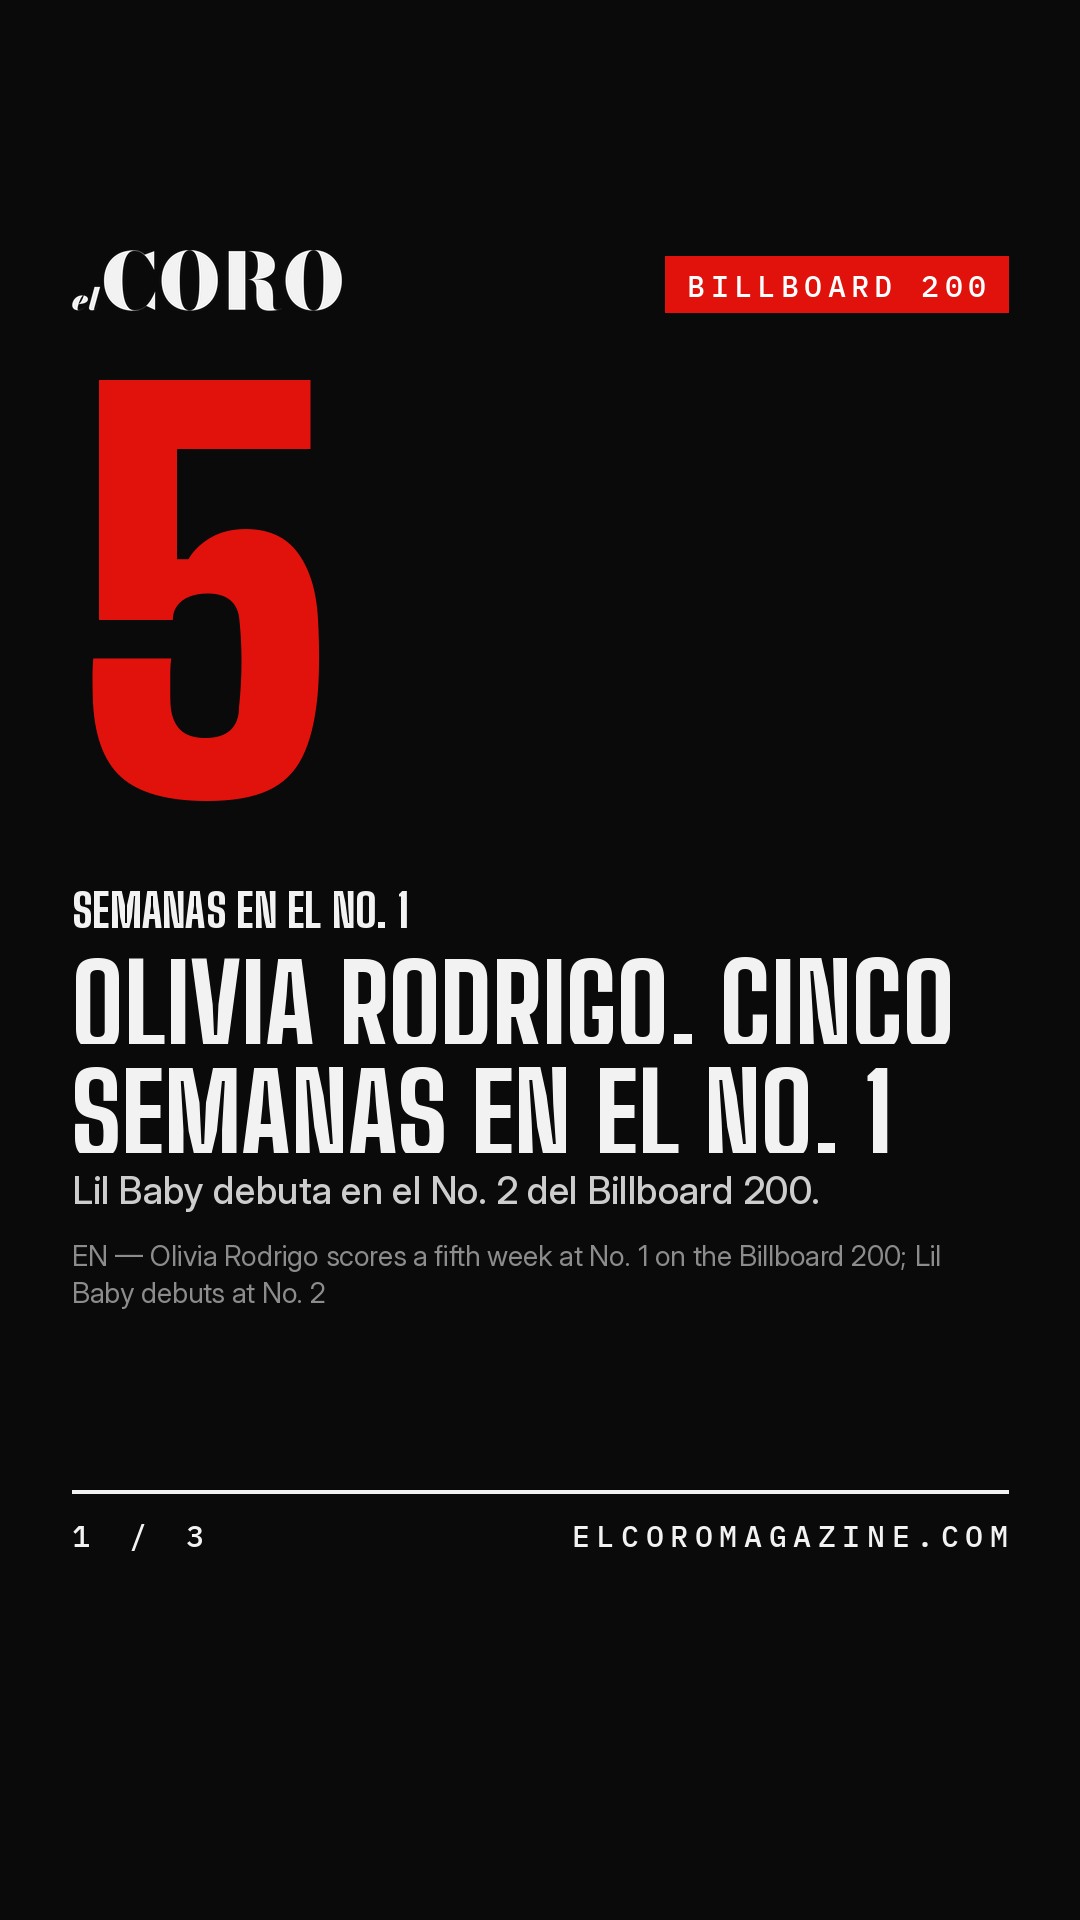 el CORO
BILLBOARD 200
5
SEMANAS EN EL NO. 1
OLIVIA RODRIGO. CINCO
SEMANAS EN EL NO. 1
Lil Baby debuta en el No. 2 del Billboard 200.
EN — Olivia Rodrigo scores a fifth week at No. 1 on the Billboard 200; Lil
Baby debuts at No. 2
1 / 3
ELCOROMAGAZINE.COM